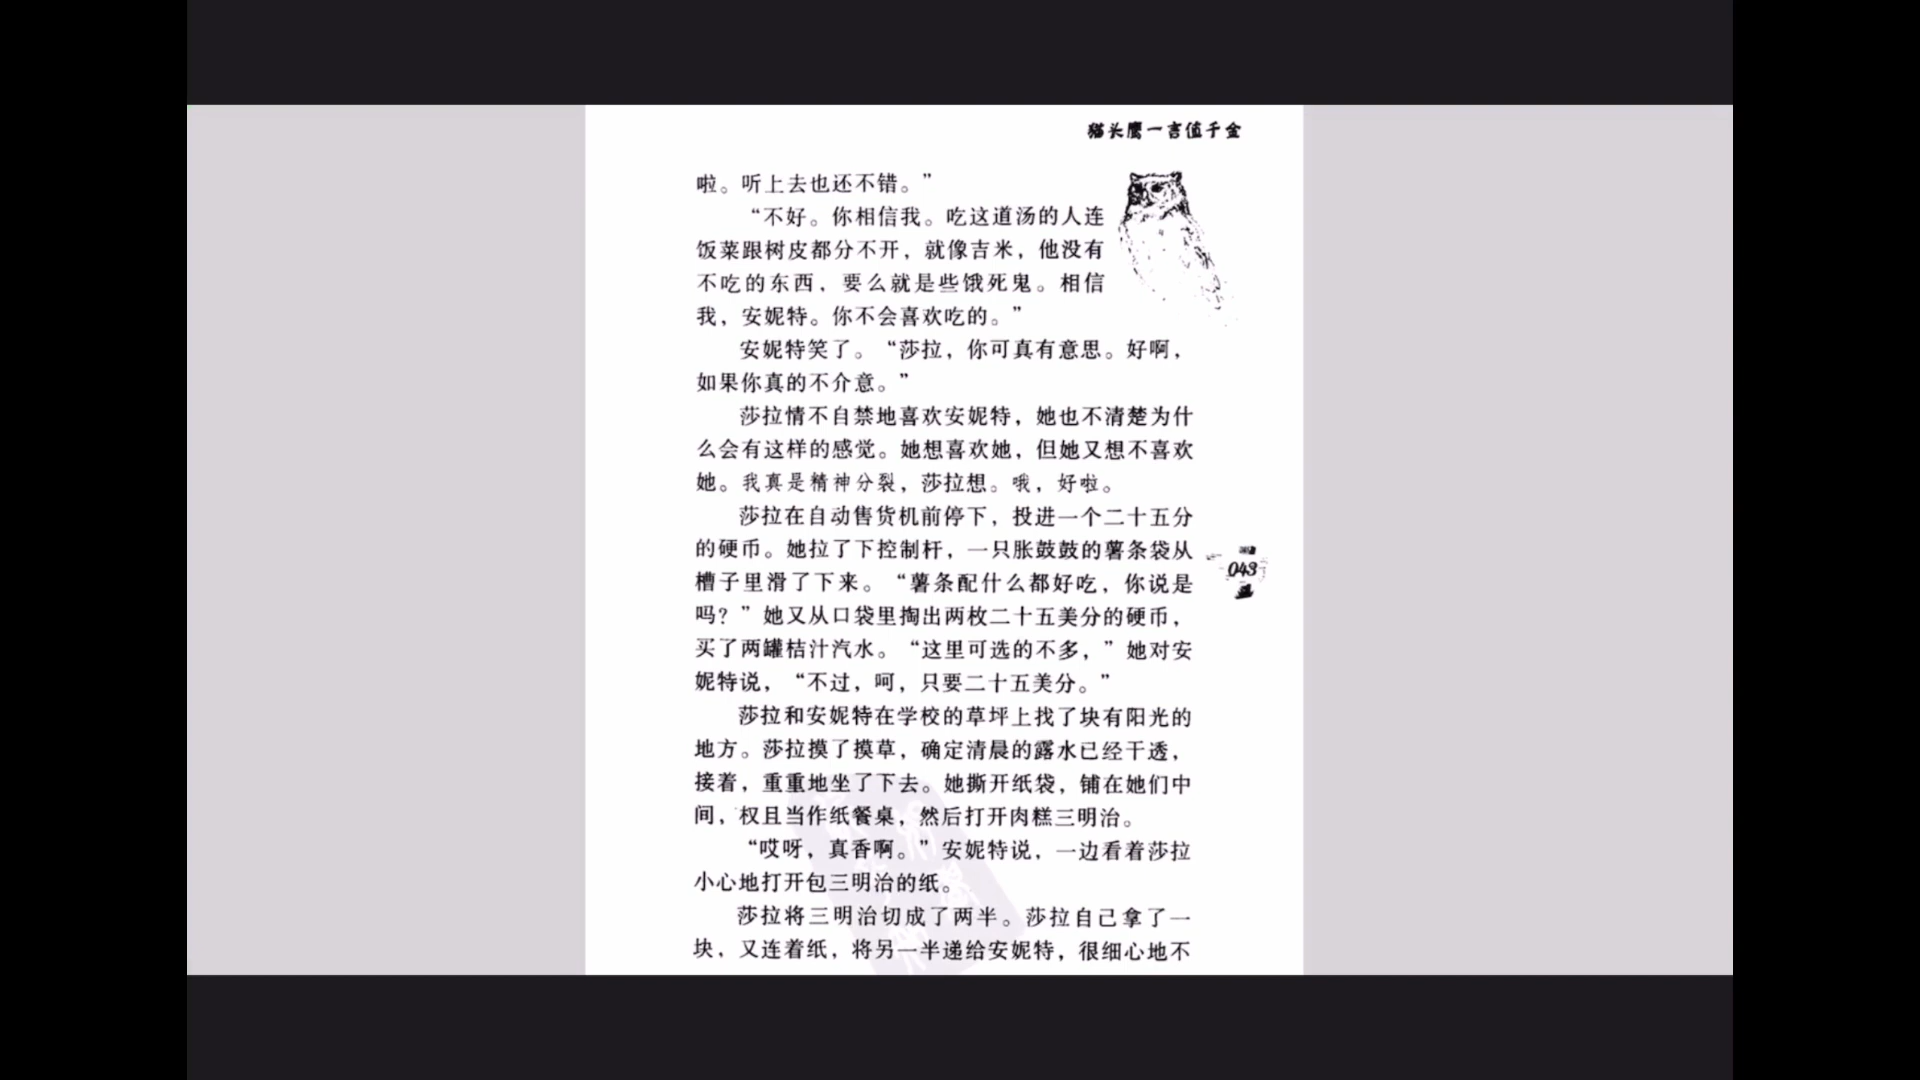 猫头鹰一言值千金
啦。听上去也还不错。”
“不好。你相信我。吃这道汤的人连
饭菜跟树皮都分不开，就像吉米，他没有
不吃的东西，要么就是些饿死鬼。相信
我，安妮特。你不会喜欢吃的。”
安妮特笑了。“莎拉，你可真有意思。好啊，
如果你真的不介意。”
莎拉情不自禁地喜欢安妮特，她也不清楚为什
么会有这样的感觉。她想喜欢她，但她又想不喜欢
她。我真是精神分裂，莎拉想。哦，好啦。
莎拉在自动售货机前停下，投进一个二十五分
的硬币。她拉了下控制杆，一只胀鼓鼓的薯条袋从
槽子里滑了下来。“薯条配什么都好吃，你说是
吗？”她又从口袋里掏出两枚二十五美分的硬币，
买了两罐桔汁汽水。“这里可选的不多，”她对安
妮特说，“不过，呵，只要二十五美分。”
043
莎拉和安妮特在学校的草坪上找了块有阳光的
地方。莎拉摸了摸草，确定清晨的露水已经干透，
接着，重重地坐了下去。她撕开纸袋，铺在她们中
间，权且当作纸餐桌，然后打开肉糕三明治。
“哎呀，真香啊。”安妮特说，一边看着莎拉
小心地打开包三明治的纸。
莎拉将三明治切成了两半。莎拉自己拿了一
块，又连着纸，将另一半递给安妮特，很细心地不